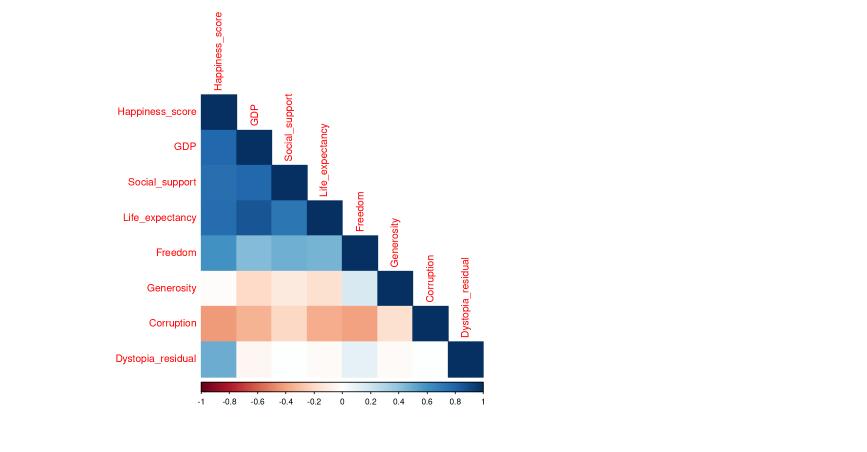 Happiness_score
GDP
Social_support
Life_expectancy
Freedom
Generosity
Corruption
Dystopia_residual
Happiness_score
GDP
Social_support
Life_expectancy
Freedom
Generosity
Corruption
Dystopia_residual
-1 -0.8 -0.6 -0.4 -0.2 0 0.2 0.4 0.6 0.8 1